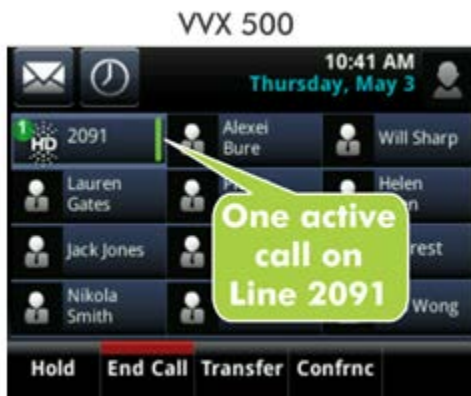 VVX 500
10:41 AM
Thursday, May 3
1
HD
2091
Alexei
Bure
Will Sharp
Lauren
Gates
Helen
Jack Jones
Nikola
Smith
Wong
One active
call on
Line 2091
Hold
End Call
Transfer
Confrnc